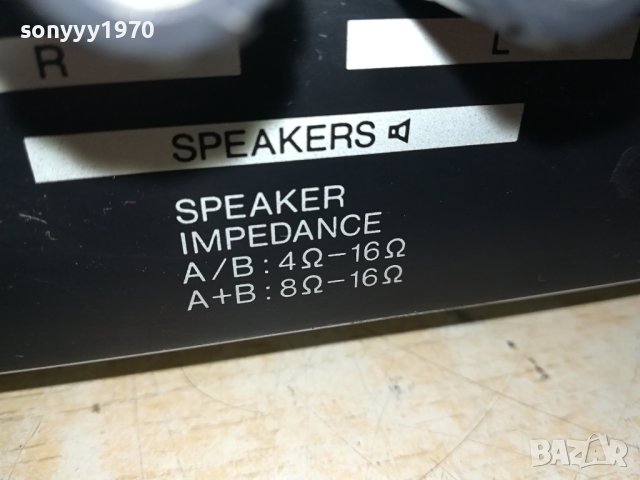 sonyyy1970
R L
SPEAKERS
SPEAKER
IMPEDANCE
A/B:4Ω-16Ω
A+B:8Ω-16Ω
BAZAR